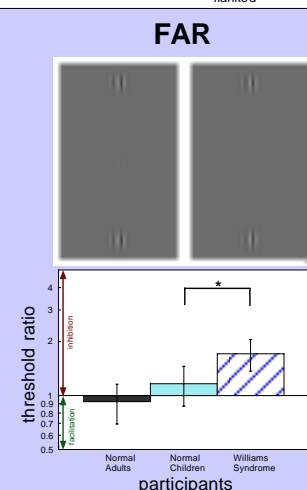 flanked
FAR
threshold ratio
4
3
2
1
0.9
0.8
0.7
0.6
0.5
inhibition
facilitation
*
Normal Adults
Normal Children
Williams Syndrome
participants